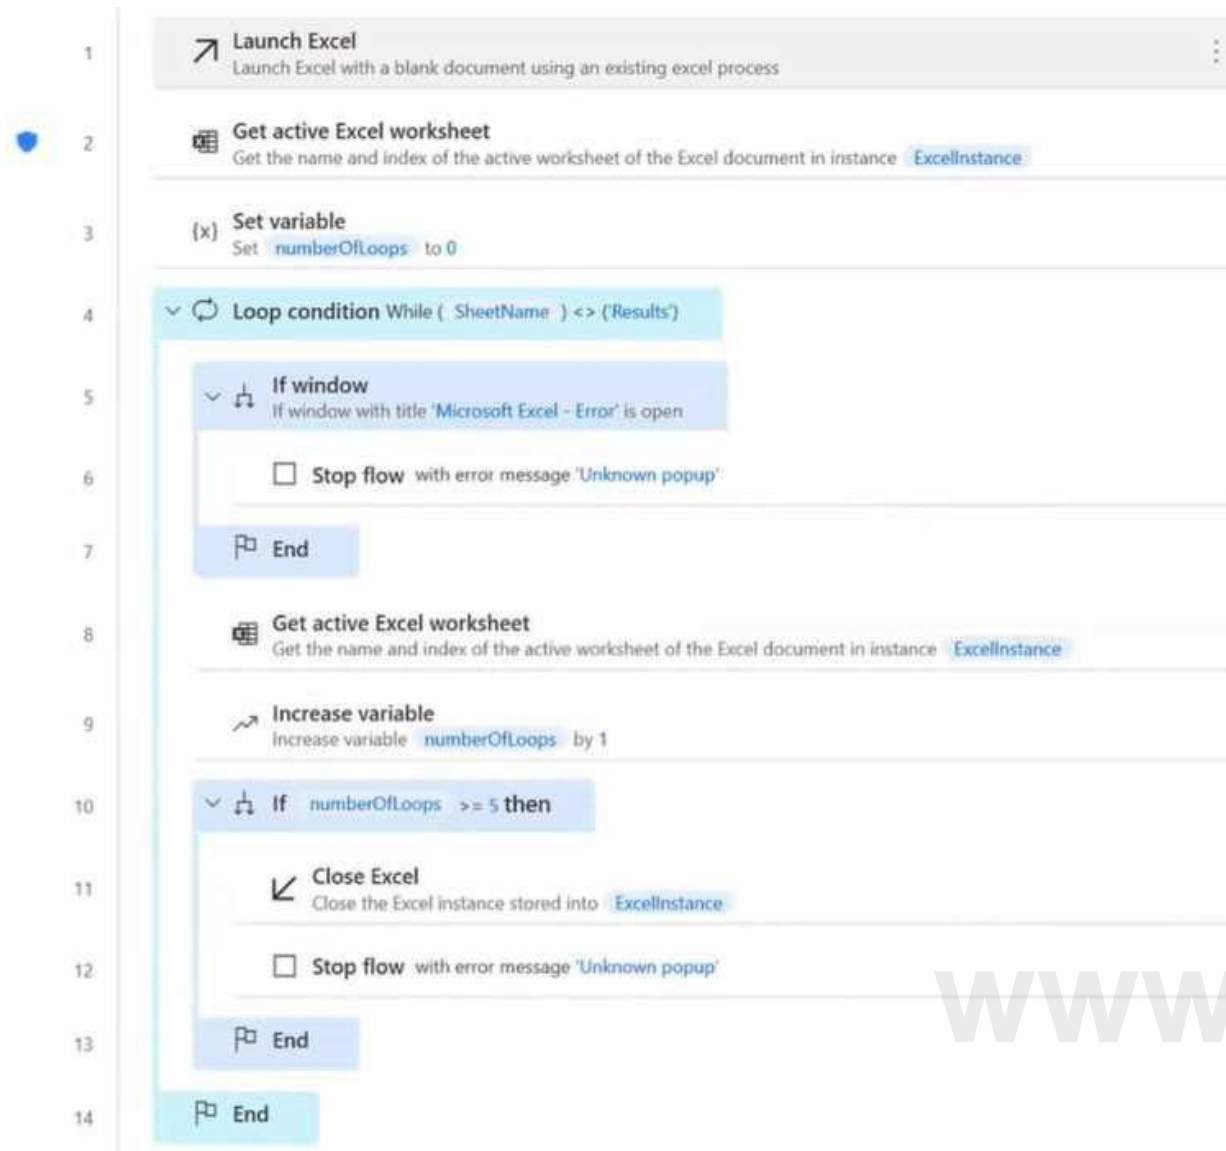 1
Launch Excel
Launch Excel with a blank document using an existing excel process
2
Get active Excel worksheet
Get the name and index of the active worksheet of the Excel document in instance ExcelInstance
3
{x} Set variable
Set numberOfLoops to 0
4
Loop condition While ( SheetName ) <> ('Results')
5
If window
If window with title 'Microsoft Excel - Error' is open
6
Stop flow with error message 'Unknown popup'
7
End
8
Get active Excel worksheet
Get the name and index of the active worksheet of the Excel document in instance ExcelInstance
9
Increase variable
Increase variable numberOfLoops by 1
10
If numberOfLoops >= 5 then
11
Close Excel
Close the Excel instance stored into ExcelInstance
12
Stop flow with error message 'Unknown popup'
13
End
14
End
www